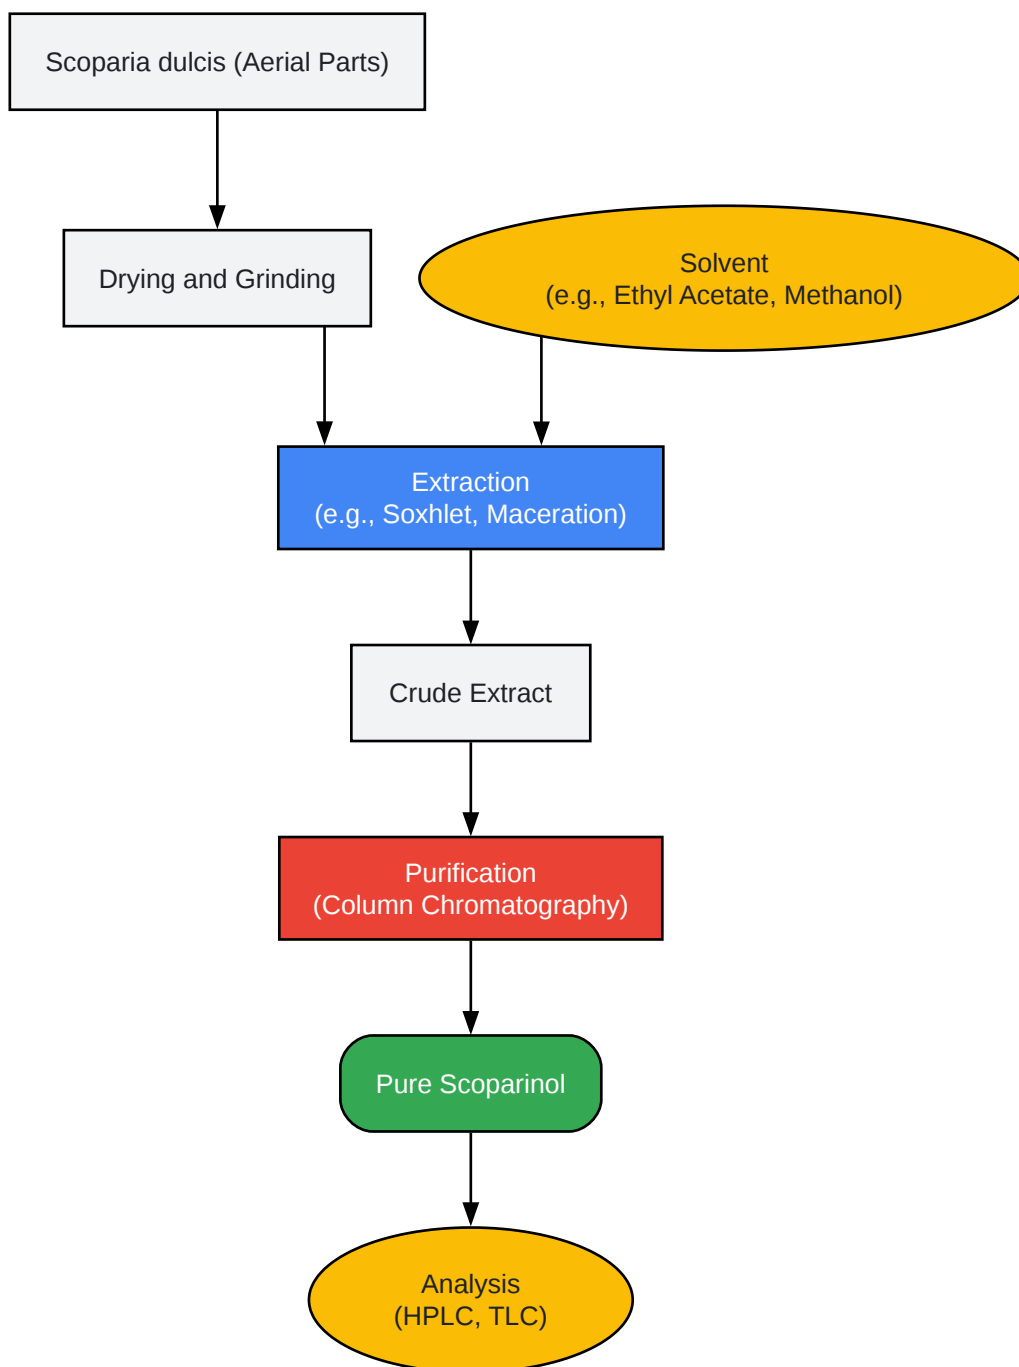 Scoparia dulcis (Aerial Parts)
Drying and Grinding
Solvent
(e.g., Ethyl Acetate, Methanol)
Extraction
(e.g., Soxhlet, Maceration)
Crude Extract
Purification
(Column Chromatography)
Pure Scoparinol
Analysis
(HPLC, TLC)